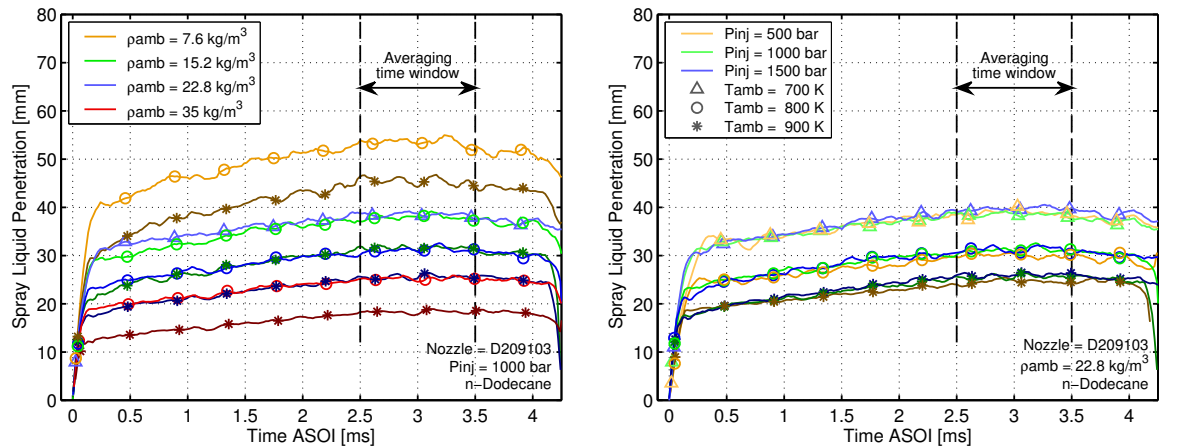 80
70
60
50
40
30
20
10
0
Spray Liquid Penetration [mm]
ρamb = 7.6 kg/m³
ρamb = 15.2 kg/m³
ρamb = 22.8 kg/m³
ρamb = 35 kg/m³
Averaging
time window
Nozzle = D209103
Pinj = 1000 bar
n−Dodecane
0 0.5 1 1.5 2 2.5 3 3.5 4
Time ASOI [ms]
80
70
60
50
40
30
20
10
0
Spray Liquid Penetration [mm]
Pinj = 500 bar
Pinj = 1000 bar
Pinj = 1500 bar
Tamb = 700 K
Tamb = 800 K
Tamb = 900 K
Averaging
time window
Nozzle = D209103
ρamb = 22.8 kg/m³
n−Dodecane
0 0.5 1 1.5 2 2.5 3 3.5 4
Time ASOI [ms]